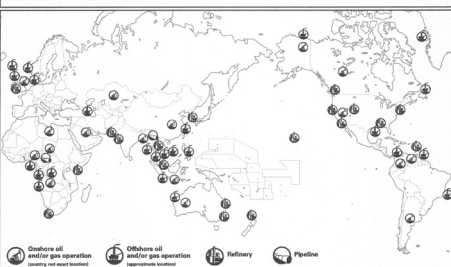 Onshore oil
and/or gas operation
(country, not exact location)
Offshore oil
and/or gas operation
(approximate location)
Refinery
Pipeline